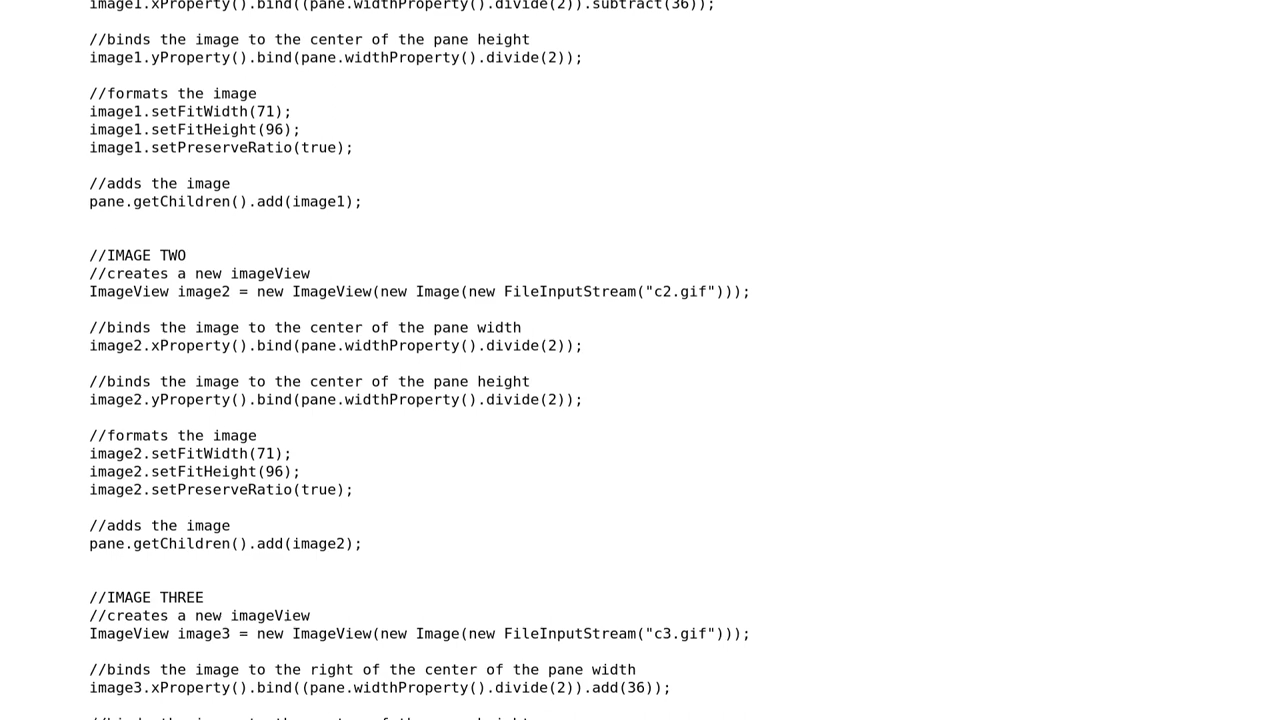 image1.xProperty().bind((pane.widthProperty().divide(2)).subtract(36));
//binds the image to the center of the pane height
image1.yProperty().bind(pane.widthProperty().divide(2));
//formats the image
image1.setFitWidth(71);
image1.setFitHeight(96);
image1.setPreserveRatio(true);
//adds the image
pane.getChildren().add(image1);
//IMAGE TWO
//creates a new imageView
ImageView image2 = new ImageView(new Image(new FileInputStream("c2.gif")));
//binds the image to the center of the pane width
image2.xProperty().bind(pane.widthProperty().divide(2));
//binds the image to the center of the pane height
image2.yProperty().bind(pane.widthProperty().divide(2));
//formats the image
image2.setFitWidth(71);
image2.setFitHeight(96);
image2.setPreserveRatio(true);
//adds the image
pane.getChildren().add(image2);
//IMAGE THREE
//creates a new imageView
ImageView image3 = new ImageView(new Image(new FileInputStream("c3.gif")));
//binds the image to the right of the center of the pane width
image3.xProperty().bind((pane.widthProperty().divide(2)).add(36));